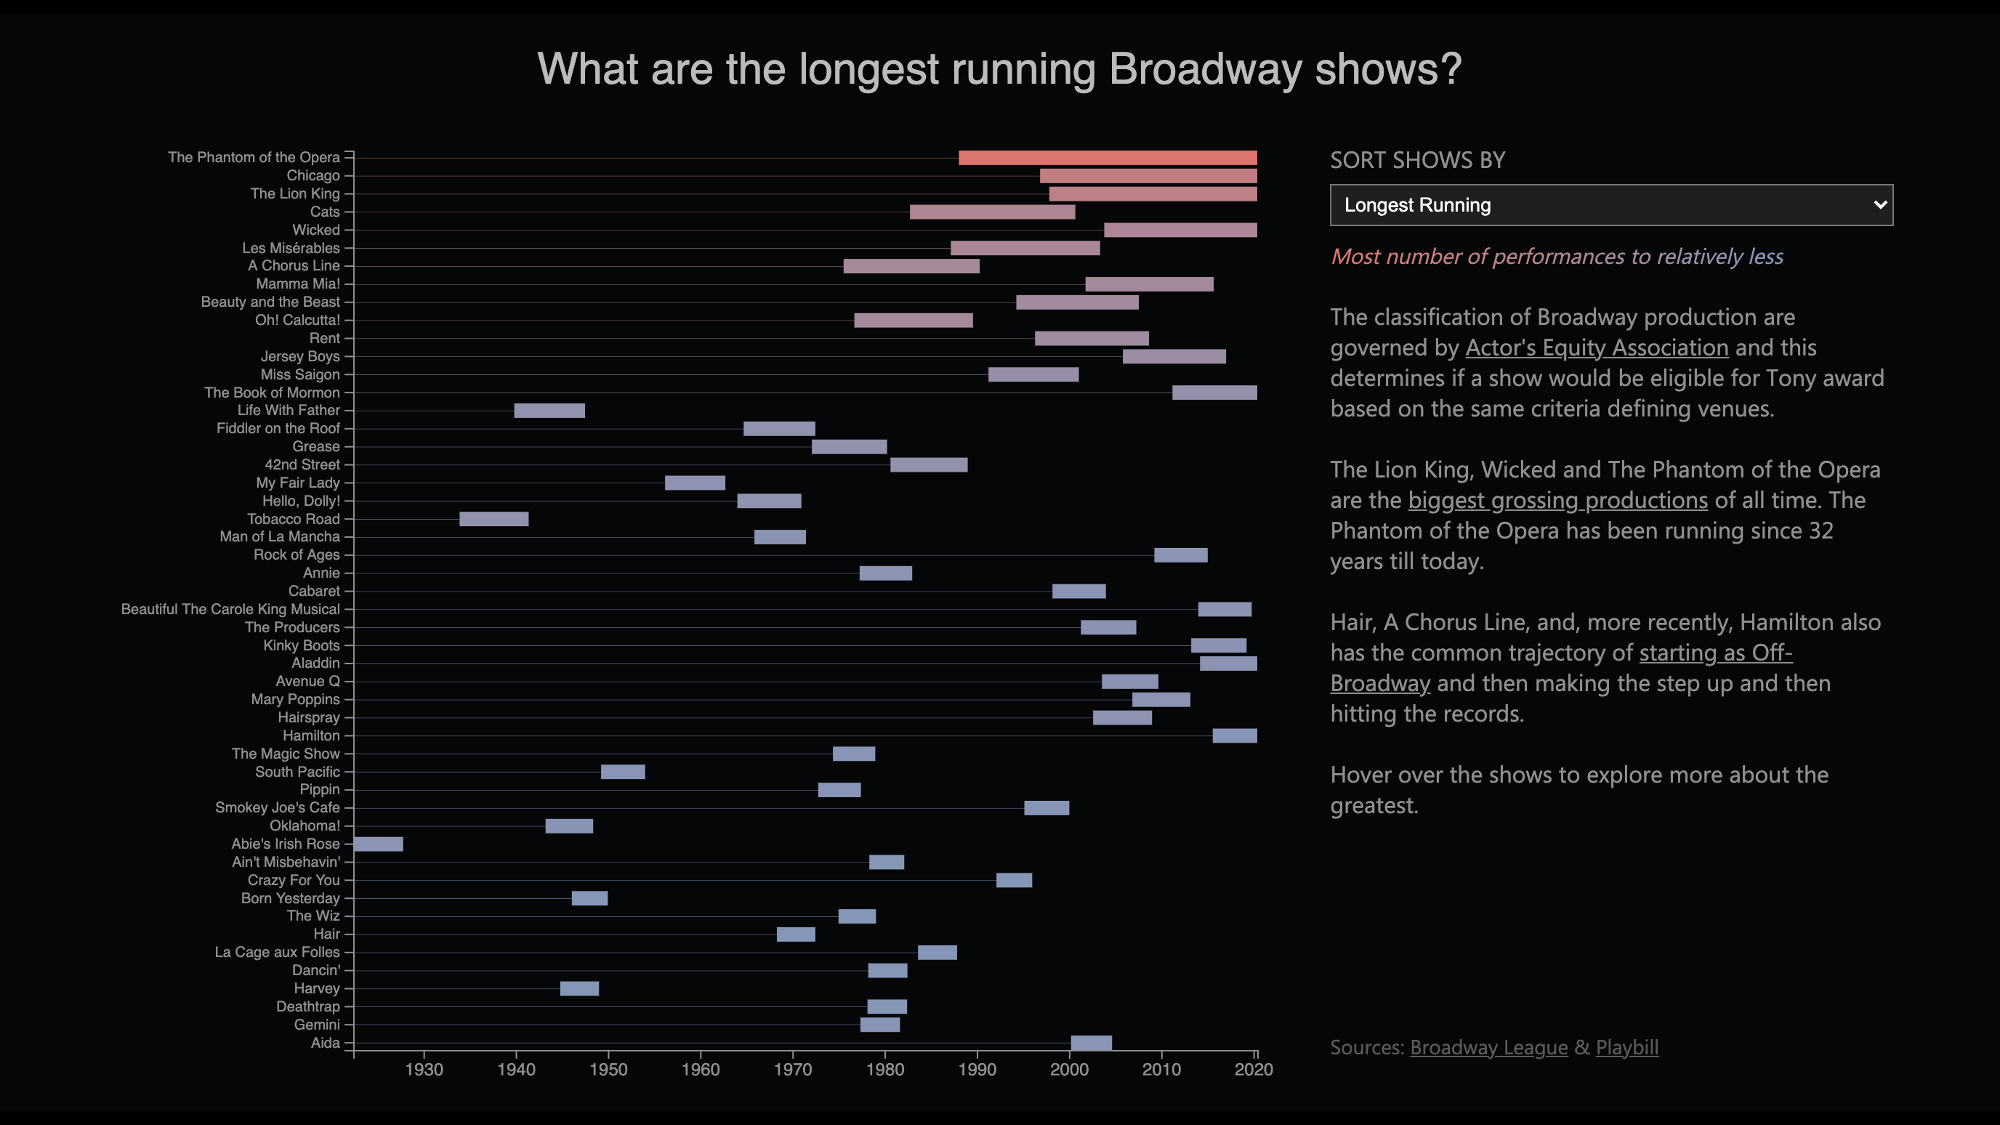 What are the longest running Broadway shows?
The Phantom of the Opera
Chicago
The Lion King
Cats
Wicked
Les Misérables
A Chorus Line
Mamma Mia!
Beauty and the Beast
Oh! Calcutta!
Rent
Jersey Boys
Miss Saigon
The Book of Mormon
Life With Father
Fiddler on the Roof
Grease
42nd Street
My Fair Lady
Hello, Dolly!
Tobacco Road
Man of La Mancha
Rock of Ages
Annie
Cabaret
Beautiful The Carole King Musical
The Producers
Kinky Boots
Aladdin
Avenue Q
Mary Poppins
Hairspray
Hamilton
The Magic Show
South Pacific
Pippin
Smokey Joe's Cafe
Oklahoma!
Abie's Irish Rose
Ain't Misbehavin'
Crazy For You
Born Yesterday
The Wiz
Hair
La Cage aux Folles
Dancin'
Harvey
Deathtrap
Gemini
Aida
1930 1940 1950 1960 1970 1980 1990 2000 2010 2020
SORT SHOWS BY
Longest Running
Most number of performances to relatively less
The classification of Broadway production are
governed by Actor's Equity Association and this
determines if a show would be eligible for Tony award
based on the same criteria defining venues.
The Lion King, Wicked and The Phantom of the Opera
are the biggest grossing productions of all time. The
Phantom of the Opera has been running since 32
years till today.
Hair, A Chorus Line, and, more recently, Hamilton also
has the common trajectory of starting as Off-
Broadway and then making the step up and then
hitting the records.
Hover over the shows to explore more about the
greatest.
Sources: Broadway League & Playbill